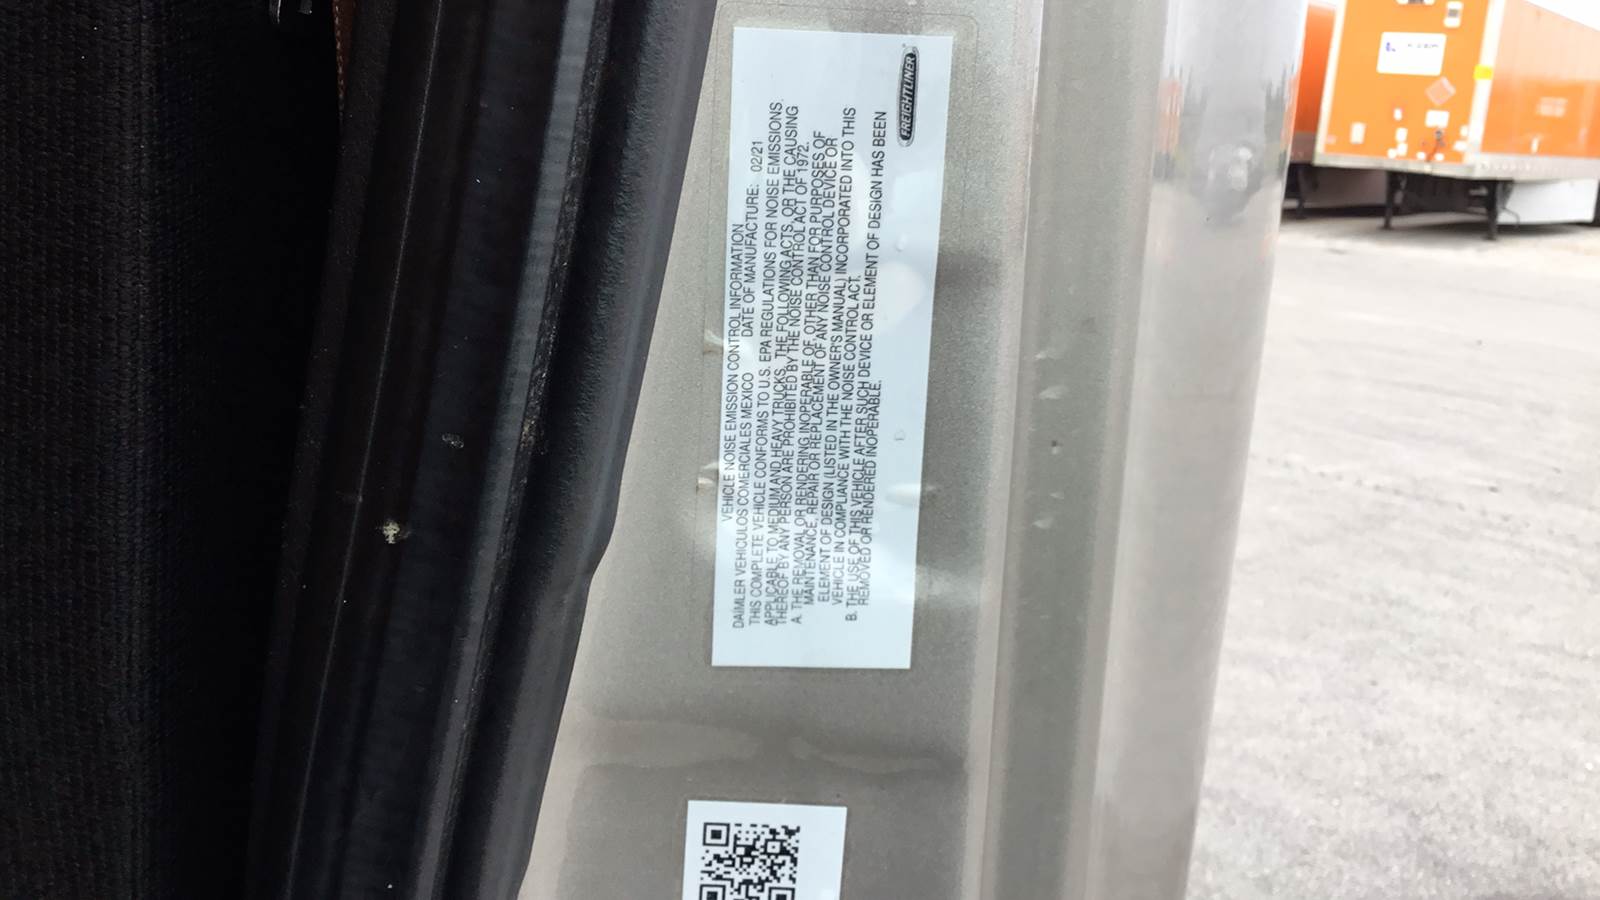 FREIGHTLINER
VEHICLE NOISE EMISSION CONTROL INFORMATION
DAIMLER VEHICULOS COMERCIALES MEXICO DATE OF MANUFACTURE: 02/21
THIS COMPLETE VEHICLE CONFORMS TO U.S. EPA REGULATIONS FOR NOISE EMISSIONS.
APPLICABLE TO MEDIUM AND HEAVY TRUCKS. THE FOLLOWING ACTS, OR THE CAUSING
THEREOF BY ANY PERSON ARE PROHIBITED BY THE NOISE CONTROL ACT OF 1972.
A. THE REMOVAL OR RENDERING INOPERABLE OF, OTHER THAN FOR PURPOSES OF
MAINTENANCE, REPAIR OR REPLACEMENT OF ANY NOISE CONTROL DEVICE OR
ELEMENT OF DESIGN (LISTED IN THE OWNER'S MANUAL) INCORPORATED INTO THIS
VEHICLE IN COMPLIANCE WITH THE NOISE CONTROL ACT.
B. THE USE OF THIS VEHICLE AFTER SUCH DEVICE OR ELEMENT OF DESIGN HAS BEEN
REMOVED OR RENDERED INOPERABLE.